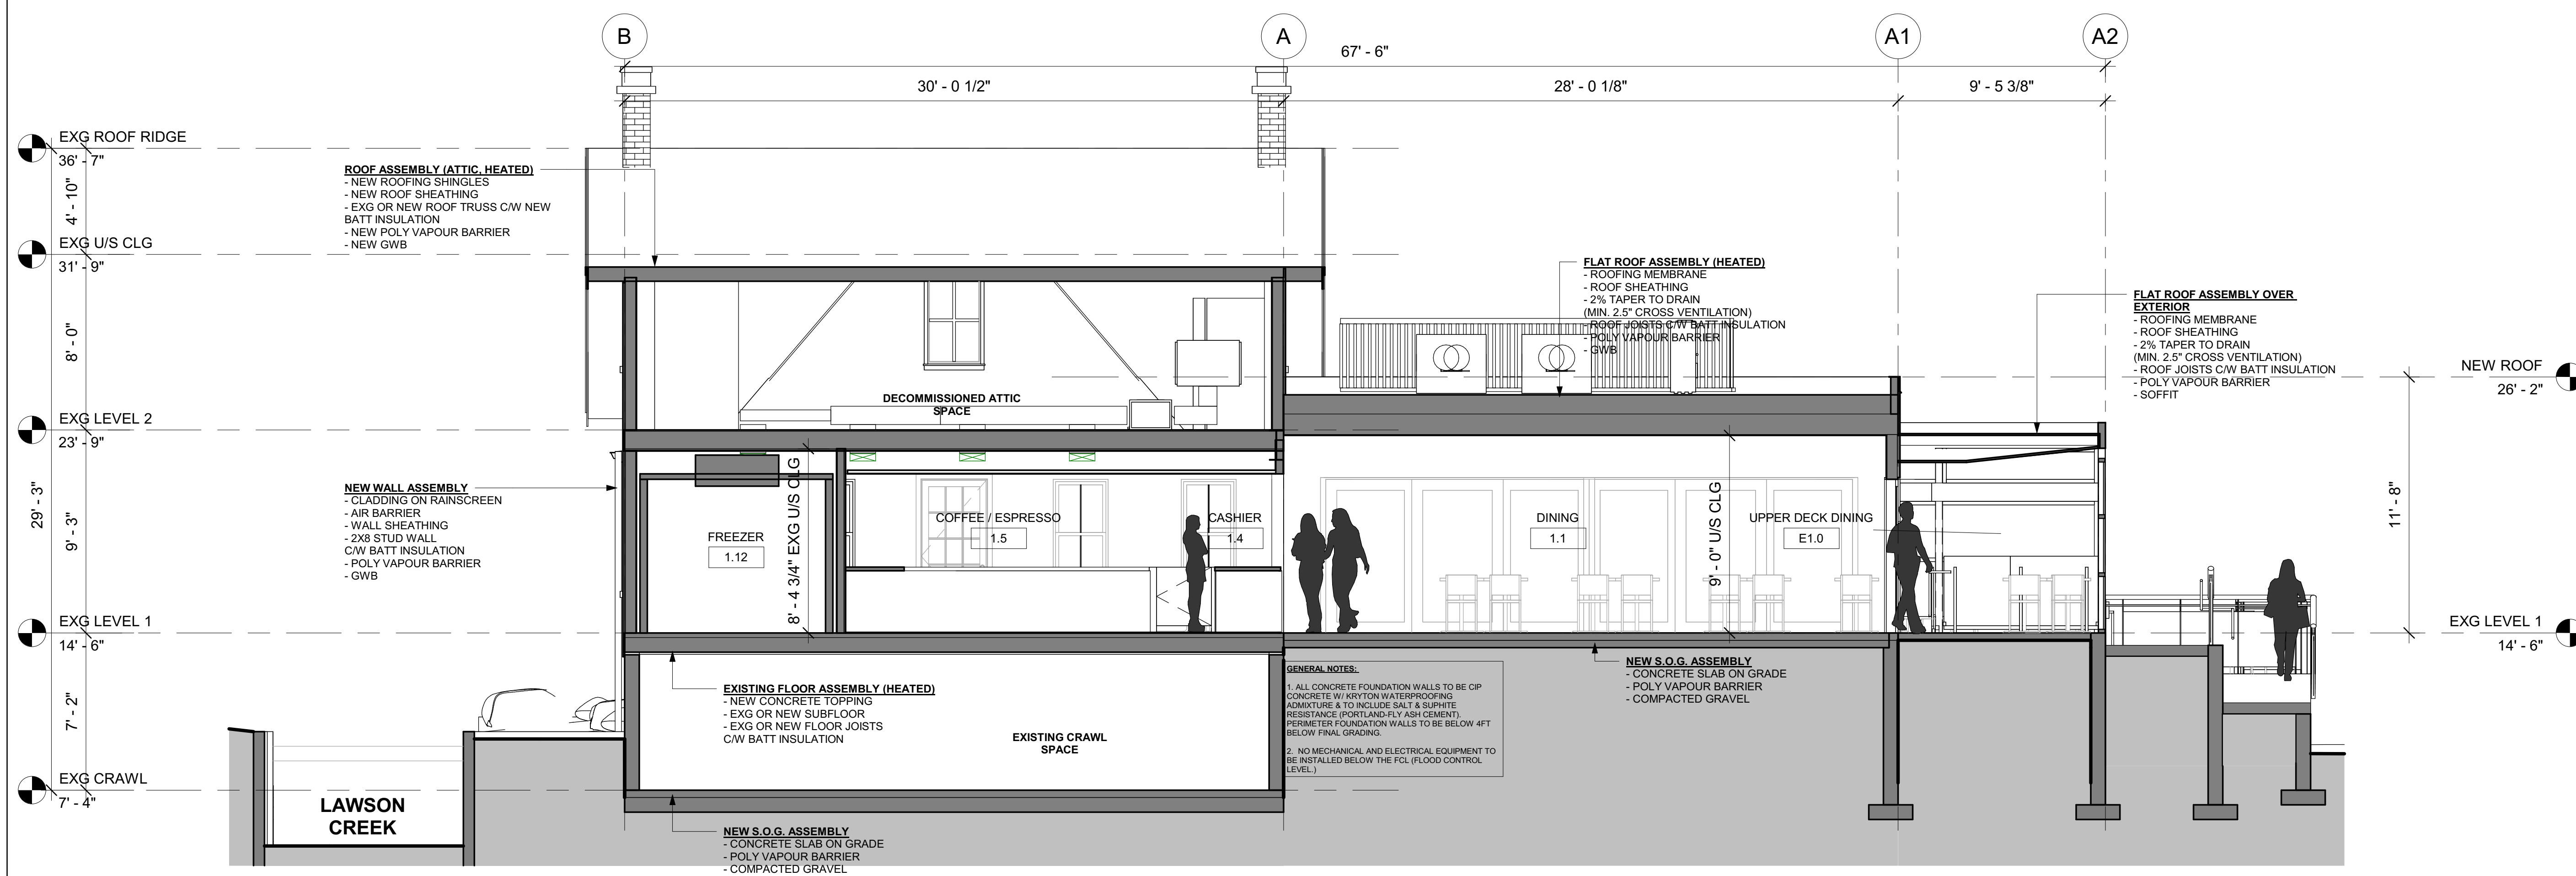 B
A
A1
A2
67' - 6"
30' - 0 1/2"
28' - 0 1/8"
9' - 5 3/8"
EXG ROOF RIDGE
36' - 7"
4' - 10"
EXG U/S CLG
31' - 9"
8' - 0"
EXG LEVEL 2
23' - 9"
29' - 3"
9' - 3"
EXG LEVEL 1
14' - 6"
7' - 2"
EXG CRAWL
7' - 4"
ROOF ASSEMBLY (ATTIC, HEATED)
- NEW ROOFING SHINGLES
- NEW ROOF SHEATHING
- EXG OR NEW ROOF TRUSS C/W NEW
BATT INSULATION
- NEW POLY VAPOUR BARRIER
- NEW GWB
NEW WALL ASSEMBLY
- CLADDING ON RAINSCREEN
- AIR BARRIER
- WALL SHEATHING
- 2X8 STUD WALL
C/W BATT INSULATION
- POLY VAPOUR BARRIER
- GWB
DECOMMISSIONED ATTIC
SPACE
FLAT ROOF ASSEMBLY (HEATED)
- ROOFING MEMBRANE
- ROOF SHEATHING
- 2% TAPER TO DRAIN
(MIN. 2.5" CROSS VENTILATION)
- ROOF JOISTS C/W BATT INSULATION
- POLY VAPOUR BARRIER
- GWB
FLAT ROOF ASSEMBLY OVER
EXTERIOR
- ROOFING MEMBRANE
- ROOF SHEATHING
- 2% TAPER TO DRAIN
(MIN. 2.5" CROSS VENTILATION)
- ROOF JOISTS C/W BATT INSULATION
- POLY VAPOUR BARRIER
- SOFFIT
NEW ROOF
26' - 2"
11' - 8"
EXG LEVEL 1
14' - 6"
FREEZER
1.12
8' - 4 3/4" EXG U/S CLG
COFFEE / ESPRESSO
1.5
CASHIER
1.4
DINING
1.1
9' - 0" U/S CLG
UPPER DECK DINING
E1.0
EXISTING FLOOR ASSEMBLY (HEATED)
- NEW CONCRETE TOPPING
- EXG OR NEW SUBFLOOR
- EXG OR NEW FLOOR JOISTS
C/W BATT INSULATION
EXISTING CRAWL
SPACE
GENERAL NOTES:
1. ALL CONCRETE FOUNDATION WALLS TO BE CIP
CONCRETE W/ KRYTON WATERPROOFING
ADMIXTURE & TO INCLUDE SALT & SUPHITE
RESISTANCE (PORTLAND-FLY ASH CEMENT).
PERIMETER FOUNDATION WALLS TO BE BELOW 4FT
BELOW FINAL GRADING.
2. NO MECHANICAL AND ELECTRICAL EQUIPMENT TO
BE INSTALLED BELOW THE FCL (FLOOD CONTROL
LEVEL.)
NEW S.O.G. ASSEMBLY
- CONCRETE SLAB ON GRADE
- POLY VAPOUR BARRIER
- COMPACTED GRAVEL
LAWSON
CREEK
NEW S.O.G. ASSEMBLY
- CONCRETE SLAB ON GRADE
- POLY VAPOUR BARRIER
- COMPACTED GRAVEL